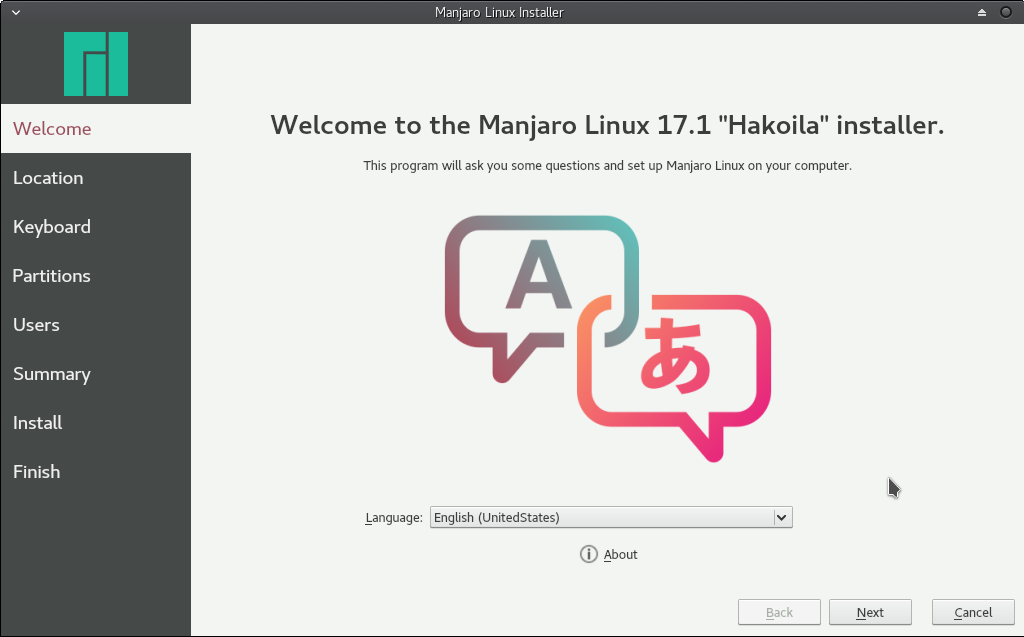 Manjaro Linux Installer
Welcome
Location
Keyboard
Partitions
Users
Summary
Install
Finish
Welcome to the Manjaro Linux 17.1 "Hakoila" installer.
This program will ask you some questions and set up Manjaro Linux on your computer.
A
あ
Language: English (UnitedStates)
About
Back Next Cancel